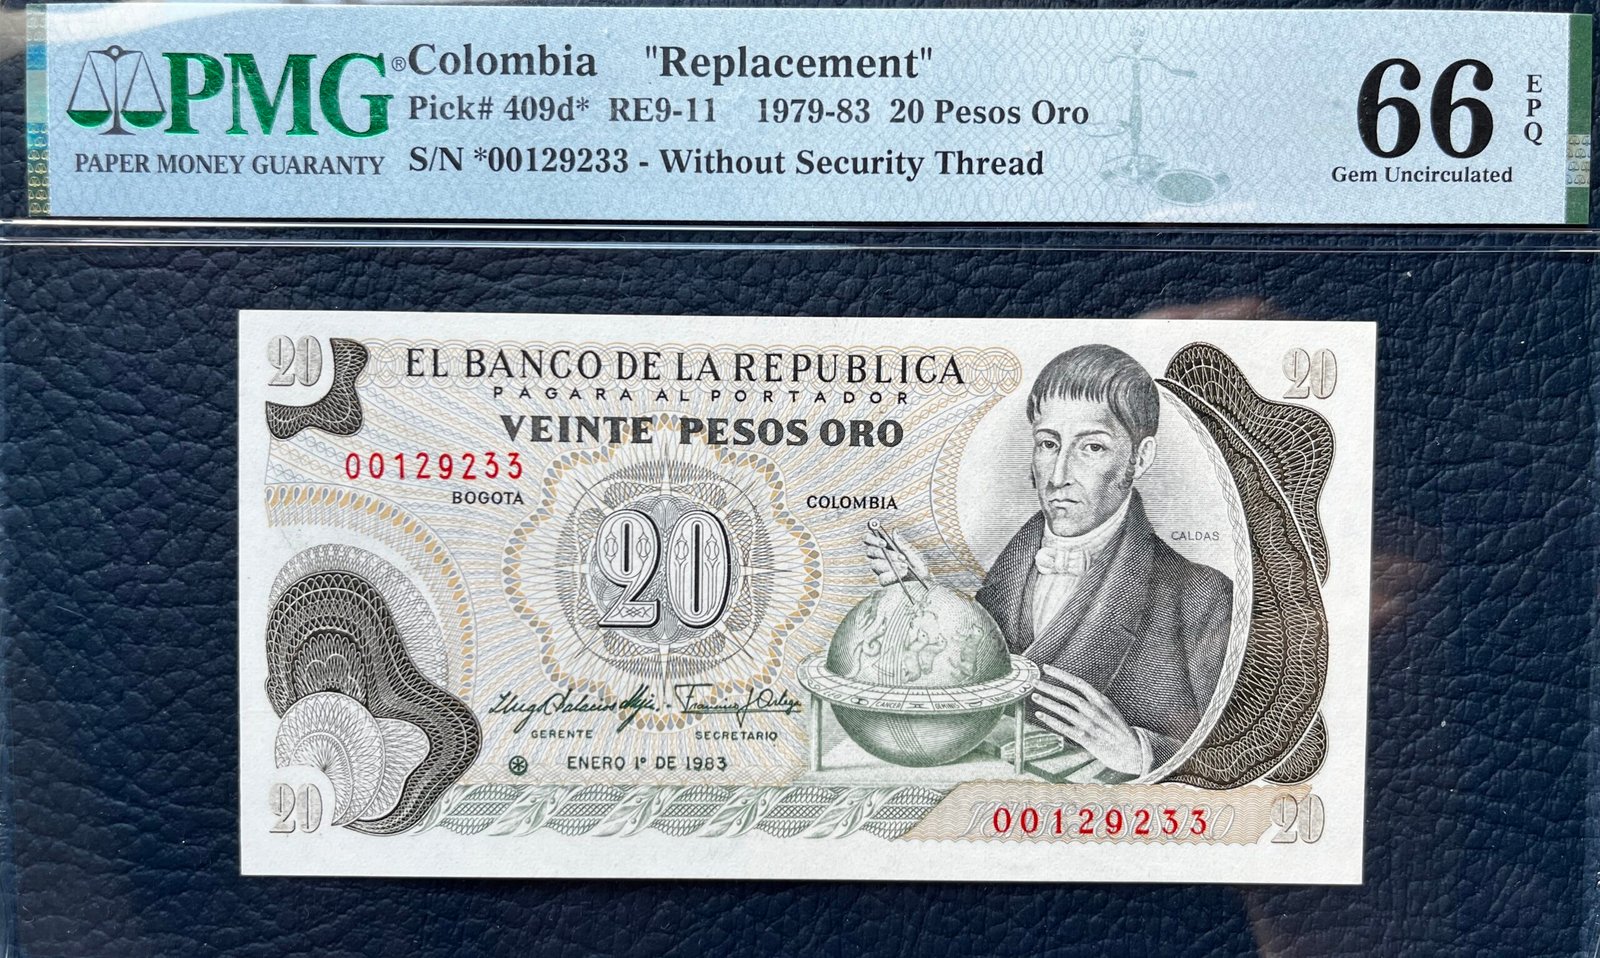 PMG® Colombia "Replacement"
Pick# 409d* RE9-11 1979-83 20 Pesos Oro
PAPER MONEY GUARANTY S/N *00129233 - Without Security Thread
66 EPQ
Gem Uncirculated
20 20
EL BANCO DE LA REPUBLICA
PAGARA AL PORTADOR
VEINTE PESOS ORO
00129233
BOGOTA COLOMBIA
CALDAS
20
CANCER GEMINIS
GERENTE SECRETARIO
ENERO 1º DE 1983
20 00129233 20